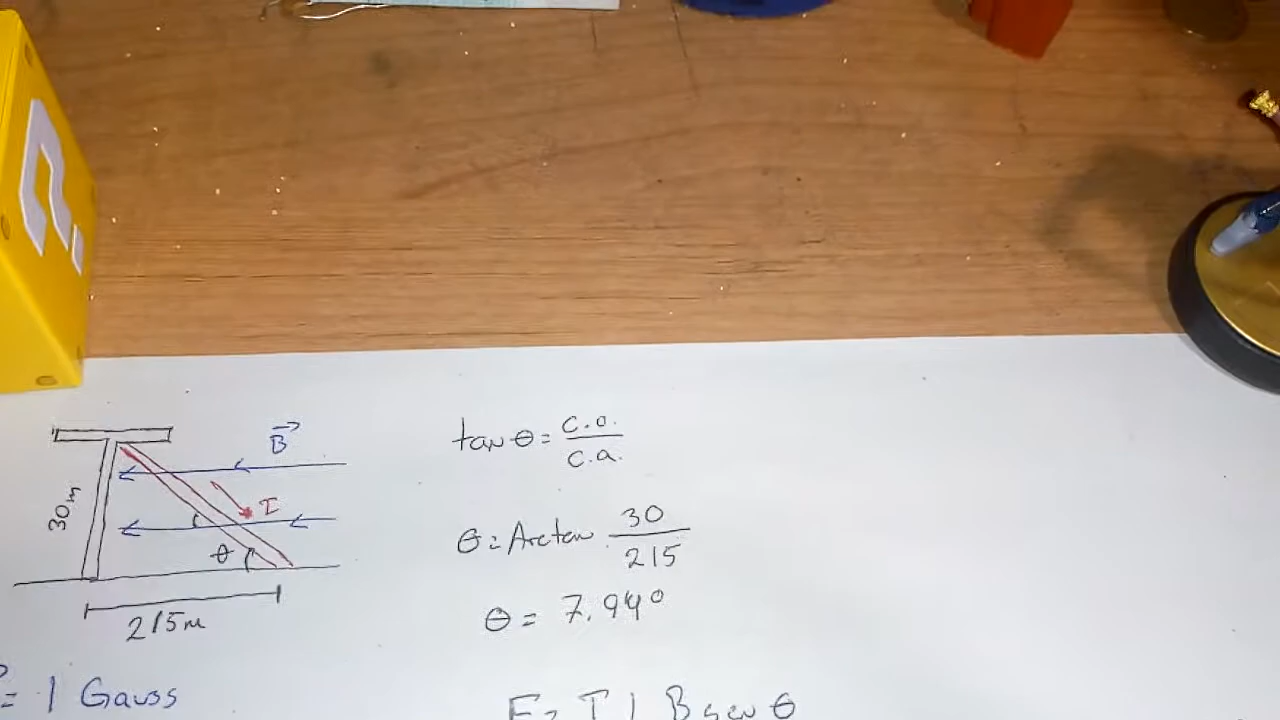 B
30m
I
θ
215m
= 1 Gauss
tan θ = c.o. / c.a.
θ = Arctan 30 / 215
θ = 7.94°
F = I l B sen θ